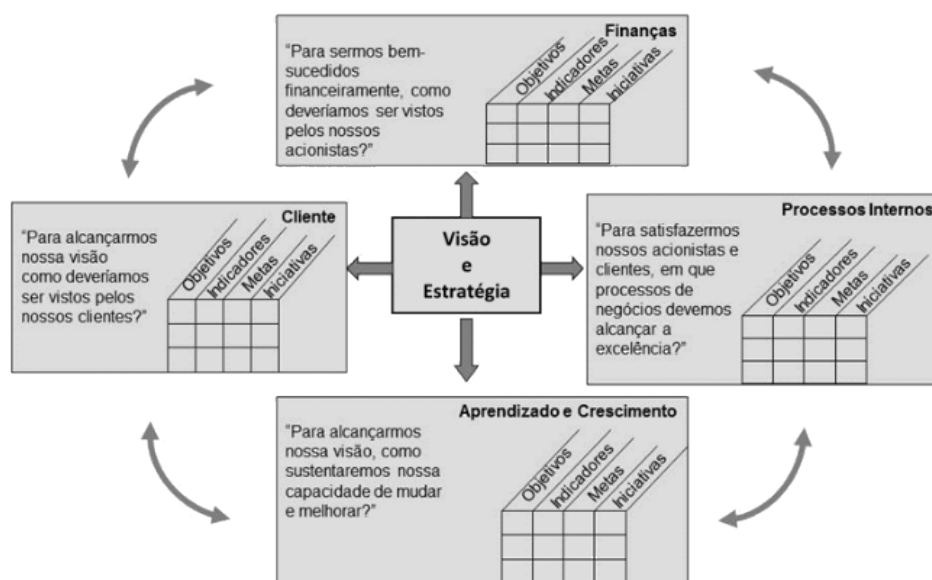 Finanças
“Para sermos bem-
sucedidos
financeiramente, como
deveríamos ser vistos
pelos nossos
acionistas?”
Objetivos
Indicadores
Metas
Iniciativas
Cliente
“Para alcançarmos
nossa visão
como deveríamos
ser vistos pelos
nossos clientes?”
Objetivos
Indicadores
Metas
Iniciativas
Visão
e
Estratégia
Processos Internos
“Para satisfazermos
nossos acionistas e
clientes, em que
processos de
negócios devemos
alcançar a
excelência?”
Objetivos
Indicadores
Metas
Iniciativas
Aprendizado e Crescimento
“Para alcançarmos
nossa visão, como
sustentaremos nossa
capacidade de mudar
e melhorar?”
Objetivos
Indicadores
Metas
Iniciativas